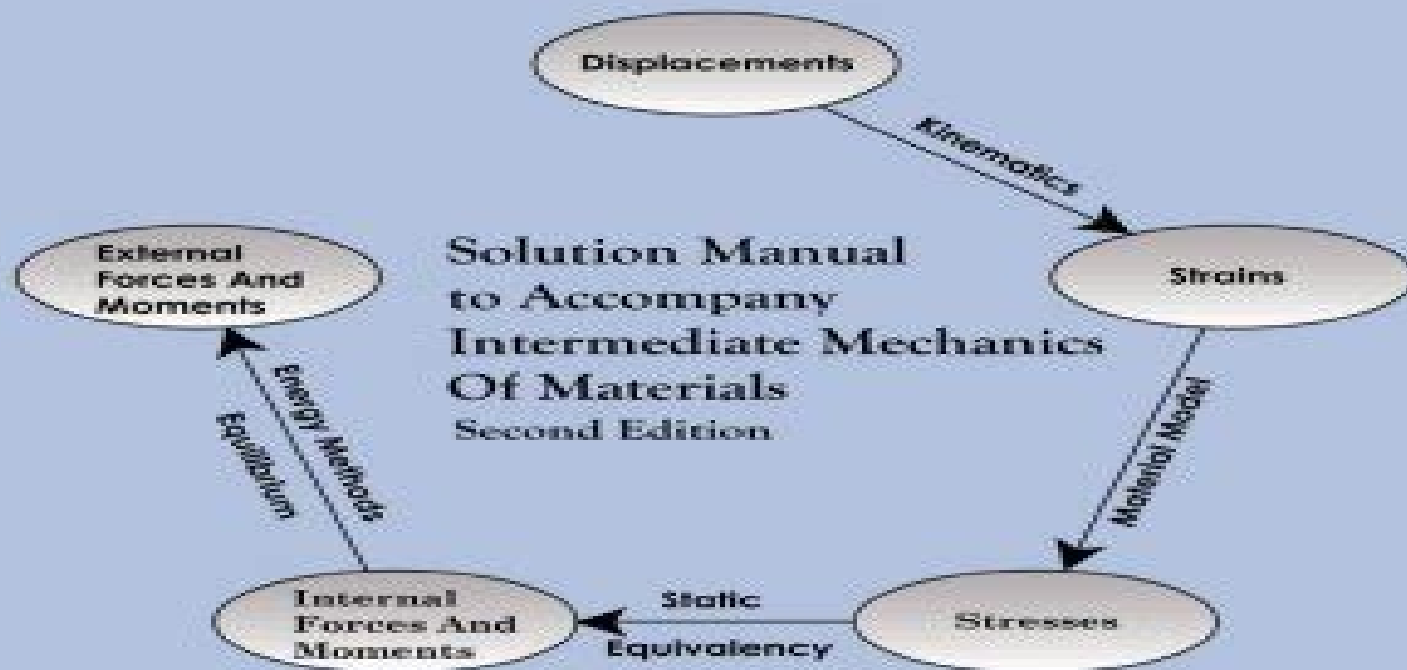 Displacements
Kinematics
External
Forces And
Moments
Solution Manual
to Accompany
Intermediate Mechanics
Of Materials
Second Edition
Strains
Energy Methods
Equilibrium
Material Model
Internal
Forces And
Moments
Static
Equivalency
Stresses